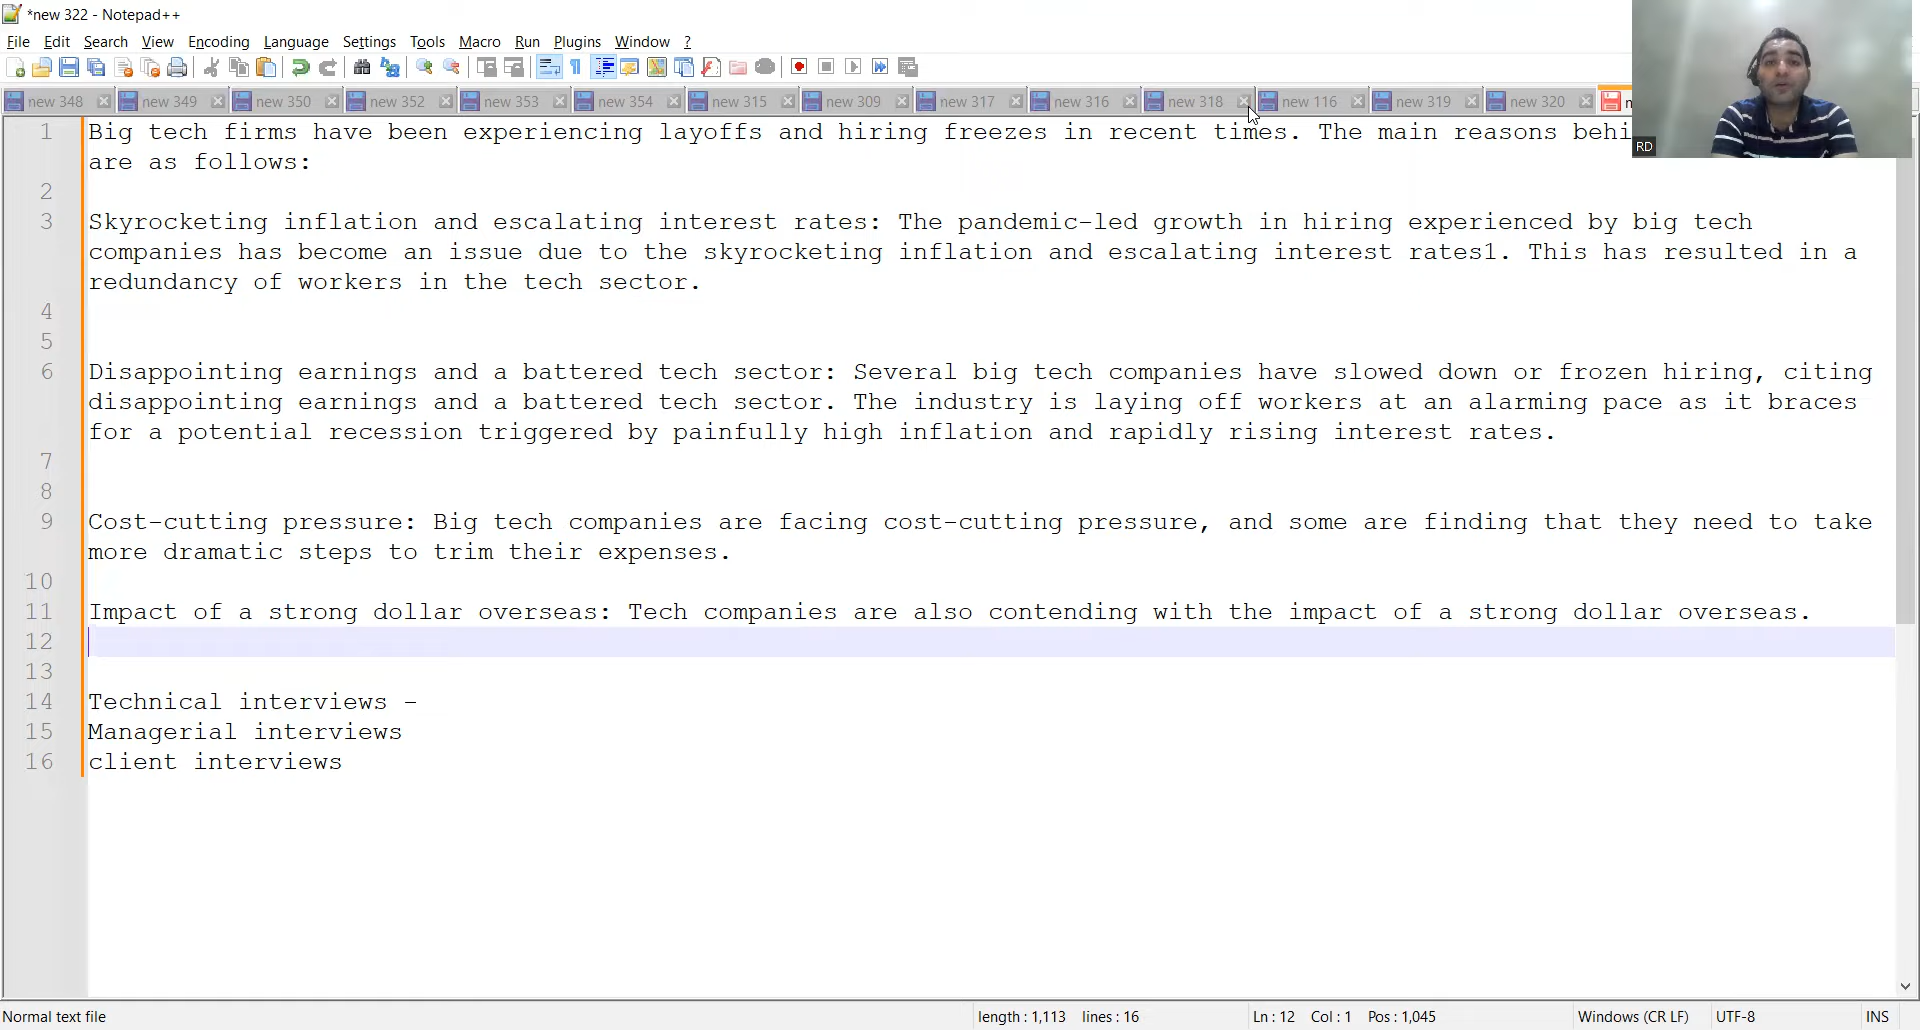 *new 322 - Notepad++
File Edit Search View Encoding Language Settings Tools Macro Run Plugins Window ?
new 348 new 349 new 350 new 352 new 353 new 354 new 315 new 309 new 317 new 316 new 318 new 116 new 319 new 320
RD
1 Big tech firms have been experiencing layoffs and hiring freezes in recent times. The main reasons
are as follows:
2
3 Skyrocketing inflation and escalating interest rates: The pandemic-led growth in hiring experienced by big tech
companies has become an issue due to the skyrocketing inflation and escalating interest rates1. This has resulted in a
redundancy of workers in the tech sector.
4
5
6 Disappointing earnings and a battered tech sector: Several big tech companies have slowed down or frozen hiring, citing
disappointing earnings and a battered tech sector. The industry is laying off workers at an alarming pace as it braces
for a potential recession triggered by painfully high inflation and rapidly rising interest rates.
7
8
9 Cost-cutting pressure: Big tech companies are facing cost-cutting pressure, and some are finding that they need to take
more dramatic steps to trim their expenses.
10
11 Impact of a strong dollar overseas: Tech companies are also contending with the impact of a strong dollar overseas.
12
13
14 Technical interviews -
15 Managerial interviews
16 client interviews
Normal text file length : 1,113 lines : 16 Ln : 12 Col : 1 Pos : 1,045 Windows (CR LF) UTF-8 INS